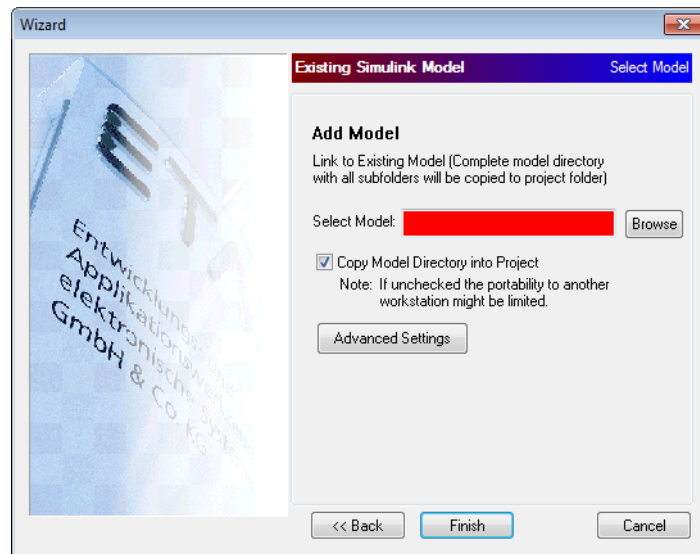 Wizard
Existing Simulink Model Select Model
ET
Entwicklungs- und
Applikationswerkzeuge
elektronische Systeme
GmbH & Co. KG
Add Model
Link to Existing Model (Complete model directory
with all subfolders will be copied to project folder)
Select Model: Browse
Copy Model Directory into Project
Note: If unchecked the portability to another
workstation might be limited.
Advanced Settings
<< Back Finish Cancel